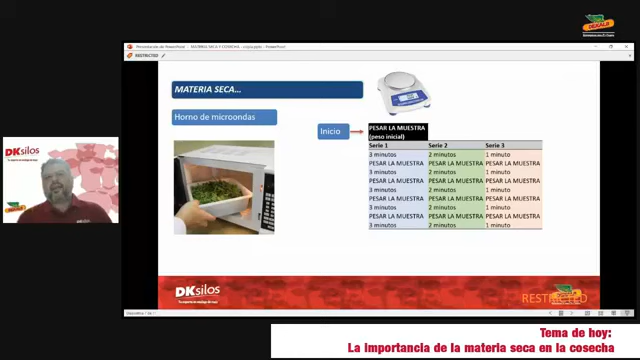 DEKALB
RESTRICTED
MATERIA SECA...
Horno de microondas
Inicio
PESAR LA MUESTRA
(peso inicial)
Serie 1 Serie 2 Serie 3
3 minutos 2 minutos 1 minuto
PESAR LA MUESTRA PESAR LA MUESTRA PESAR LA MUESTRA
3 minutos 2 minutos 1 minuto
PESAR LA MUESTRA PESAR LA MUESTRA PESAR LA MUESTRA
3 minutos 2 minutos 1 minuto
PESAR LA MUESTRA PESAR LA MUESTRA PESAR LA MUESTRA
3 minutos 2 minutos 1 minuto
PESAR LA MUESTRA PESAR LA MUESTRA PESAR LA MUESTRA
3 minutos 2 minutos 1 minuto
DKsilos
DKsilos
RESTRICTED
Tema de hoy:
La importancia de la materia seca en la cosecha